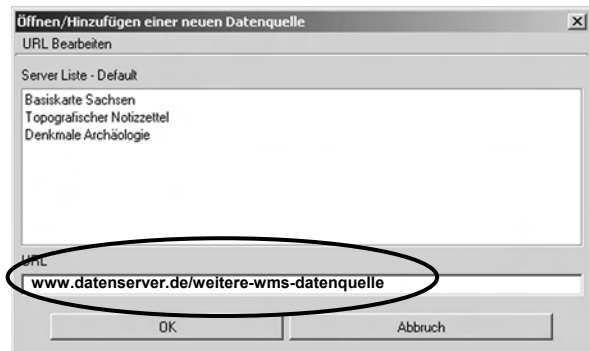 Öffnen/Hinzufügen einer neuen Datenquelle
URL Bearbeiten
Server Liste - Default
Basiskarte Sachsen
Topografischer Notizzettel
Denkmale Archäologie
URL
www.datenserver.de/weitere-wms-datenquelle
OK Abbruch